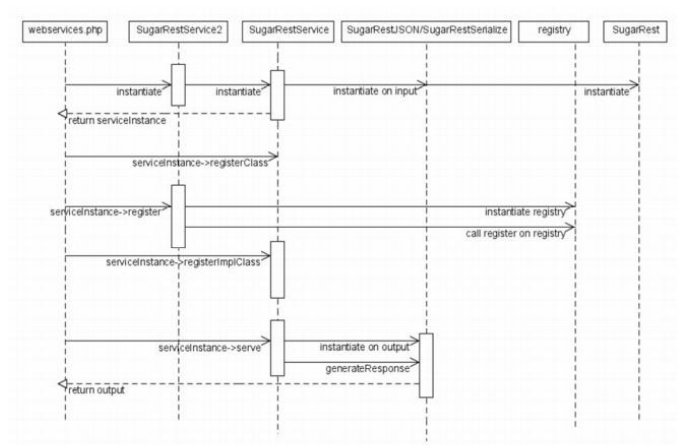 webservices.php
SugarRestService2
SugarRestService
SugarRestJSON/SugarRestSerialize
registry
SugarRest
instantiate
instantiate
instantiate on input
instantiate
return serviceInstance
serviceInstance->registerClass
serviceInstance->register
instantiate registry
call register on registry
serviceInstance->registerImplClass
serviceInstance->serve
instantiate on output
generateResponse
return output